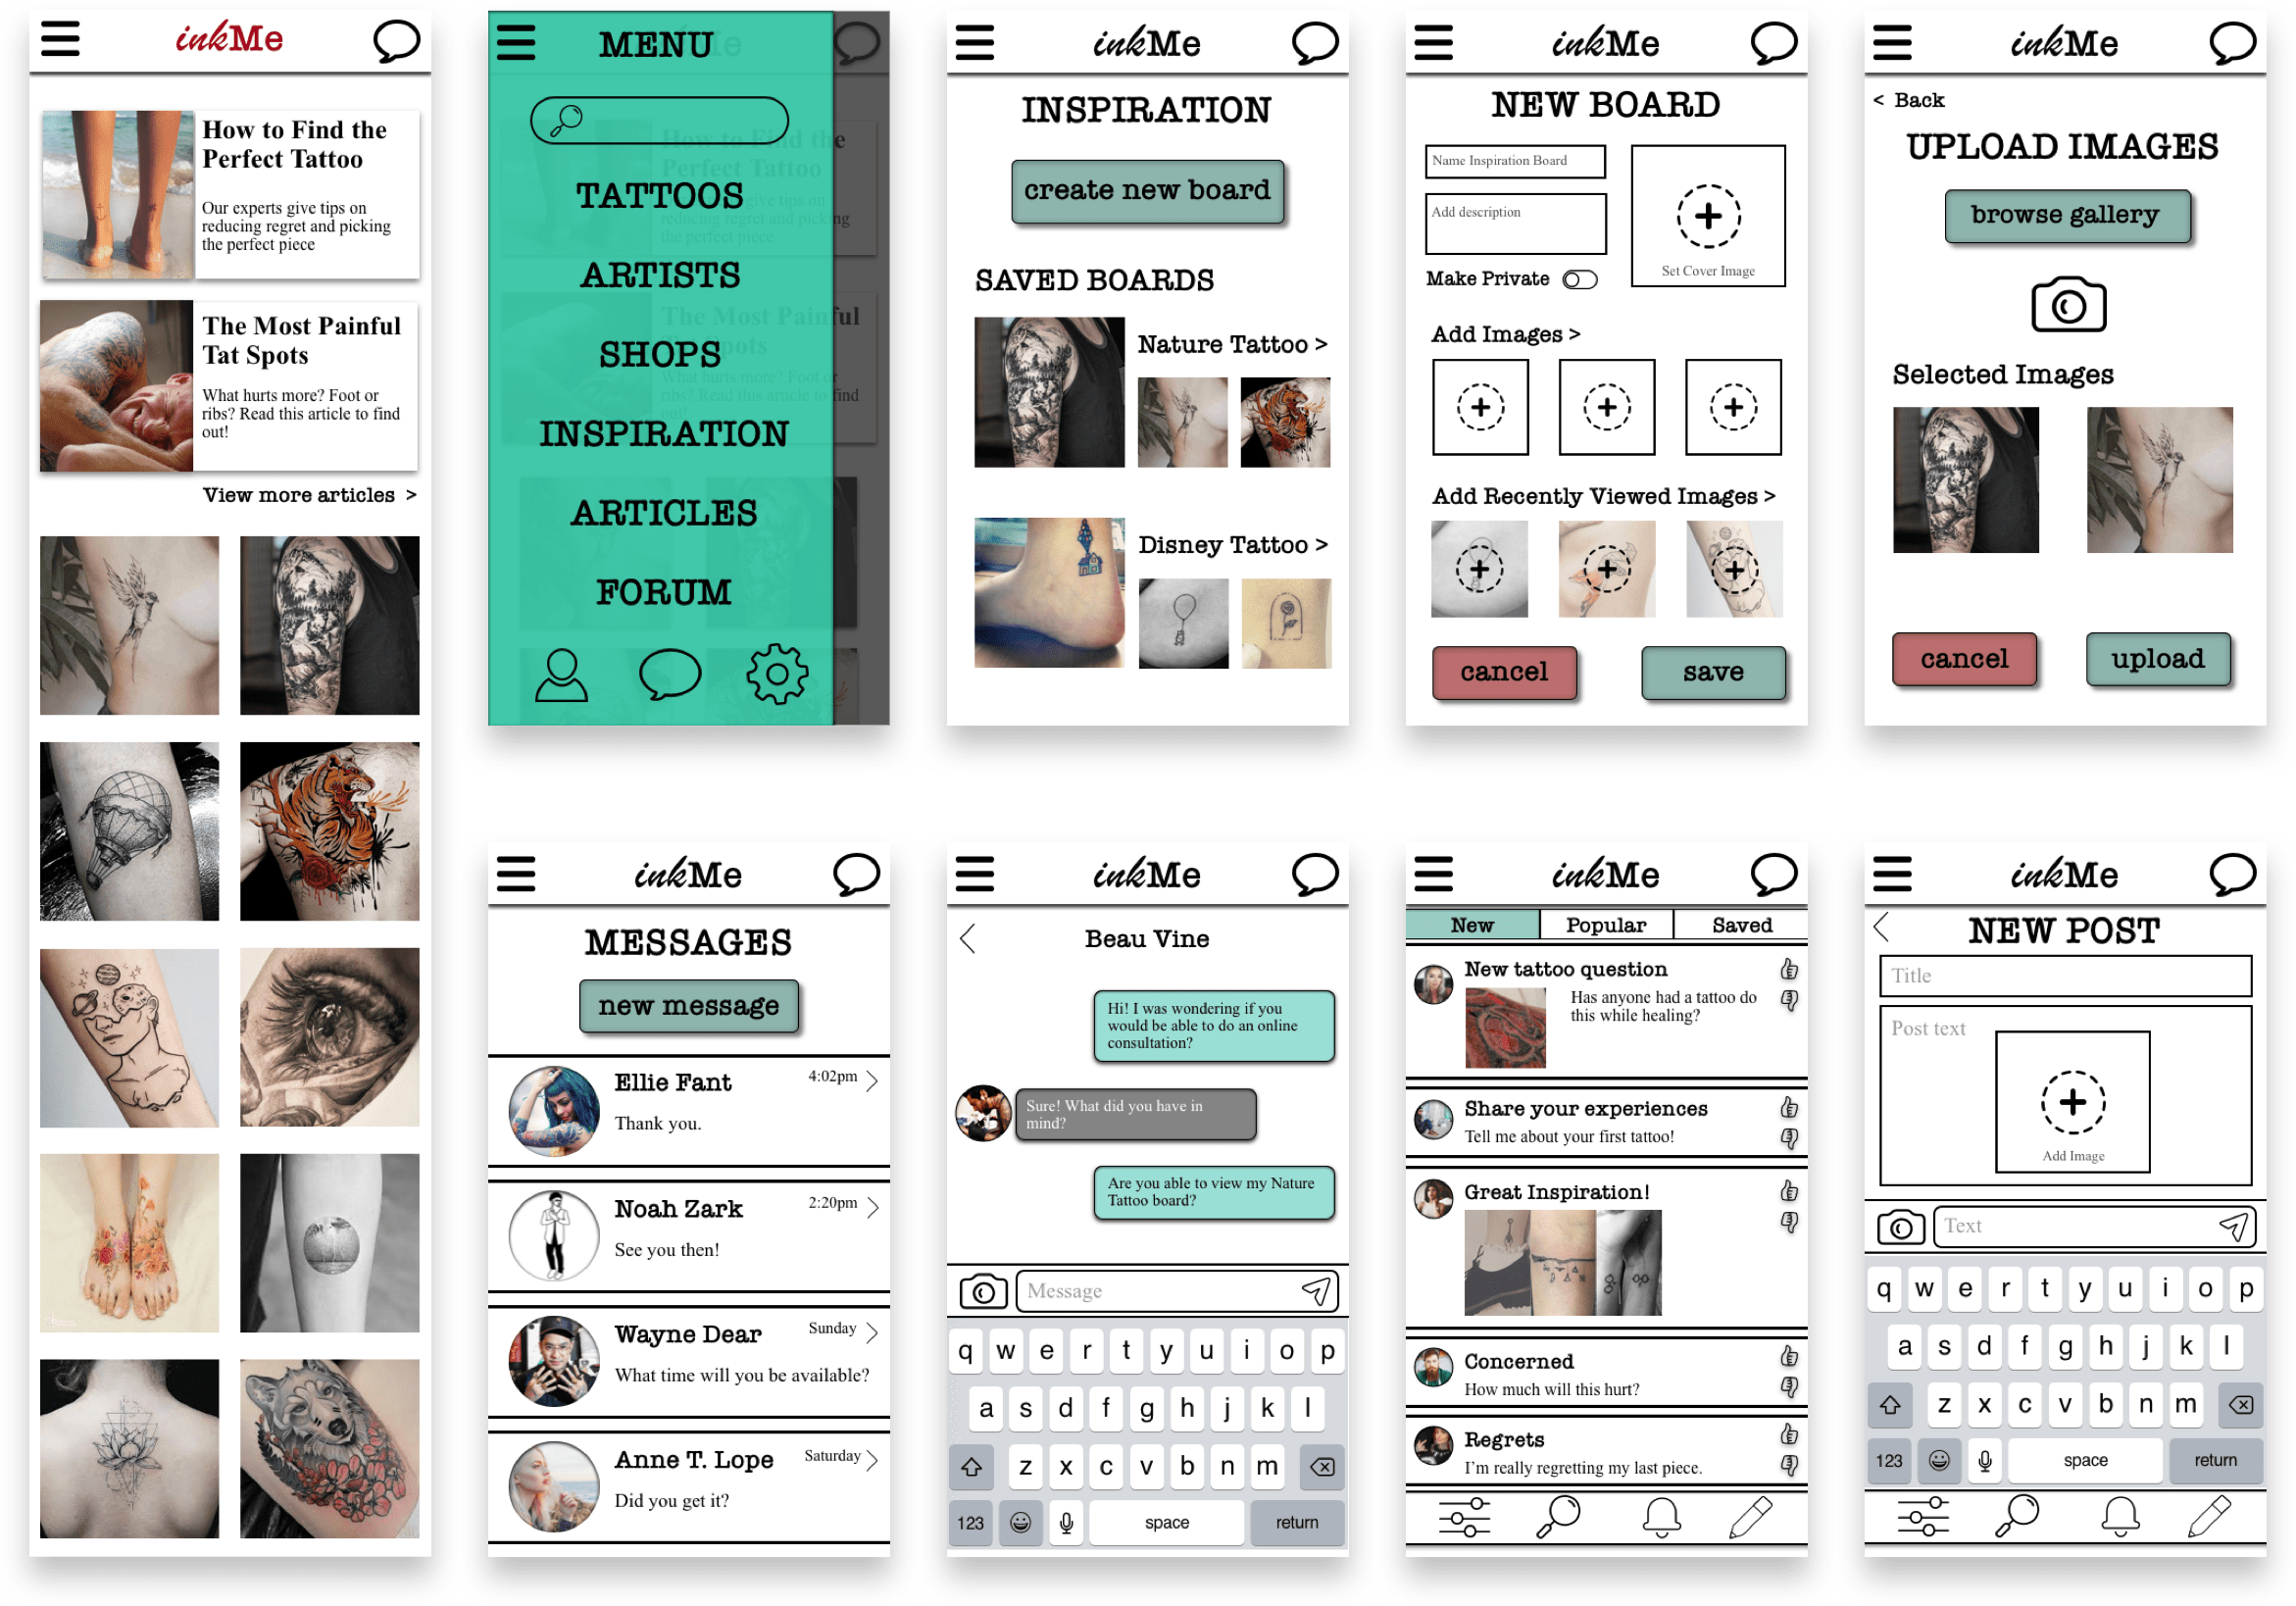 inkMe
How to Find the
Perfect Tattoo
Our experts give tips on
reducing regret and picking
the perfect piece
The Most Painful
Tat Spots
What hurts more? Foot or
ribs? Read this article to find
out!
View more articles >
MENU
TATTOOS
ARTISTS
SHOPS
INSPIRATION
ARTICLES
FORUM
inkMe
INSPIRATION
create new board
SAVED BOARDS
Nature Tattoo >
Disney Tattoo >
inkMe
NEW BOARD
Name Inspiration Board
Add description
Set Cover Image
Make Private
Add Images >
Add Recently Viewed Images >
cancel
save
inkMe
< Back
UPLOAD IMAGES
browse gallery
Selected Images
cancel
upload
inkMe
MESSAGES
new message
Ellie Fant
4:02pm
Thank you.
Noah Zark
2:20pm
See you then!
Wayne Dear
Sunday
What time will you be available?
Anne T. Lope
Saturday
Did you get it?
inkMe
Beau Vine
Hi! I was wondering if you
would be able to do an online
consultation?
Sure! What did you have in
mind?
Are you able to view my Nature
Tattoo board?
Message
q w e r t y u i o p
a s d f g h j k l
z x c v b n m
123 space return
inkMe
New Popular Saved
New tattoo question
Has anyone had a tattoo do
this while healing?
Share your experiences
Tell me about your first tattoo!
Great Inspiration!
Concerned
How much will this hurt?
Regrets
I'm really regretting my last piece.
inkMe
NEW POST
Title
Post text
Add Image
Text
q w e r t y u i o p
a s d f g h j k l
z x c v b n m
123 space return